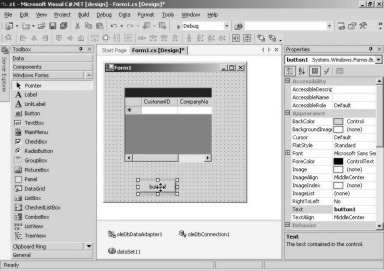 z1 - Microsoft Visual C# .NET [design] - Form1.cs [Design]*
File Edit View Project Build Debug Data Format Tools Window Help
Debug
Server Explorer
Toolbox
Data
Components
Windows Forms
Pointer
Label
LinkLabel
Button
TextBox
MainMenu
CheckBox
RadioButton
GroupBox
PictureBox
Panel
DataGrid
ListBox
CheckedListBox
ComboBox
ListView
TreeView
Clipboard Ring
General
Start Page Form1.cs [Design]*
Form1
CustomerID CompanyNa
button1
oleDbDataAdapter1 oleDbConnection1
dataSet11
Properties
button1 System.Windows.Forms.Bu
Accessibility
AccessibleDescrip
AccessibleName
AccessibleRole Default
Appearance
BackColor Control
BackgroundImage (none)
Cursor Default
FlatStyle Standard
Font Microsoft Sans Ser
ForeColor ControlText
Image (none)
ImageAlign MiddleCenter
ImageIndex (none)
ImageList (none)
RightToLeft No
Text button1
TextAlign MiddleCenter
Behavior
Text
The text contained in the control.
Ready